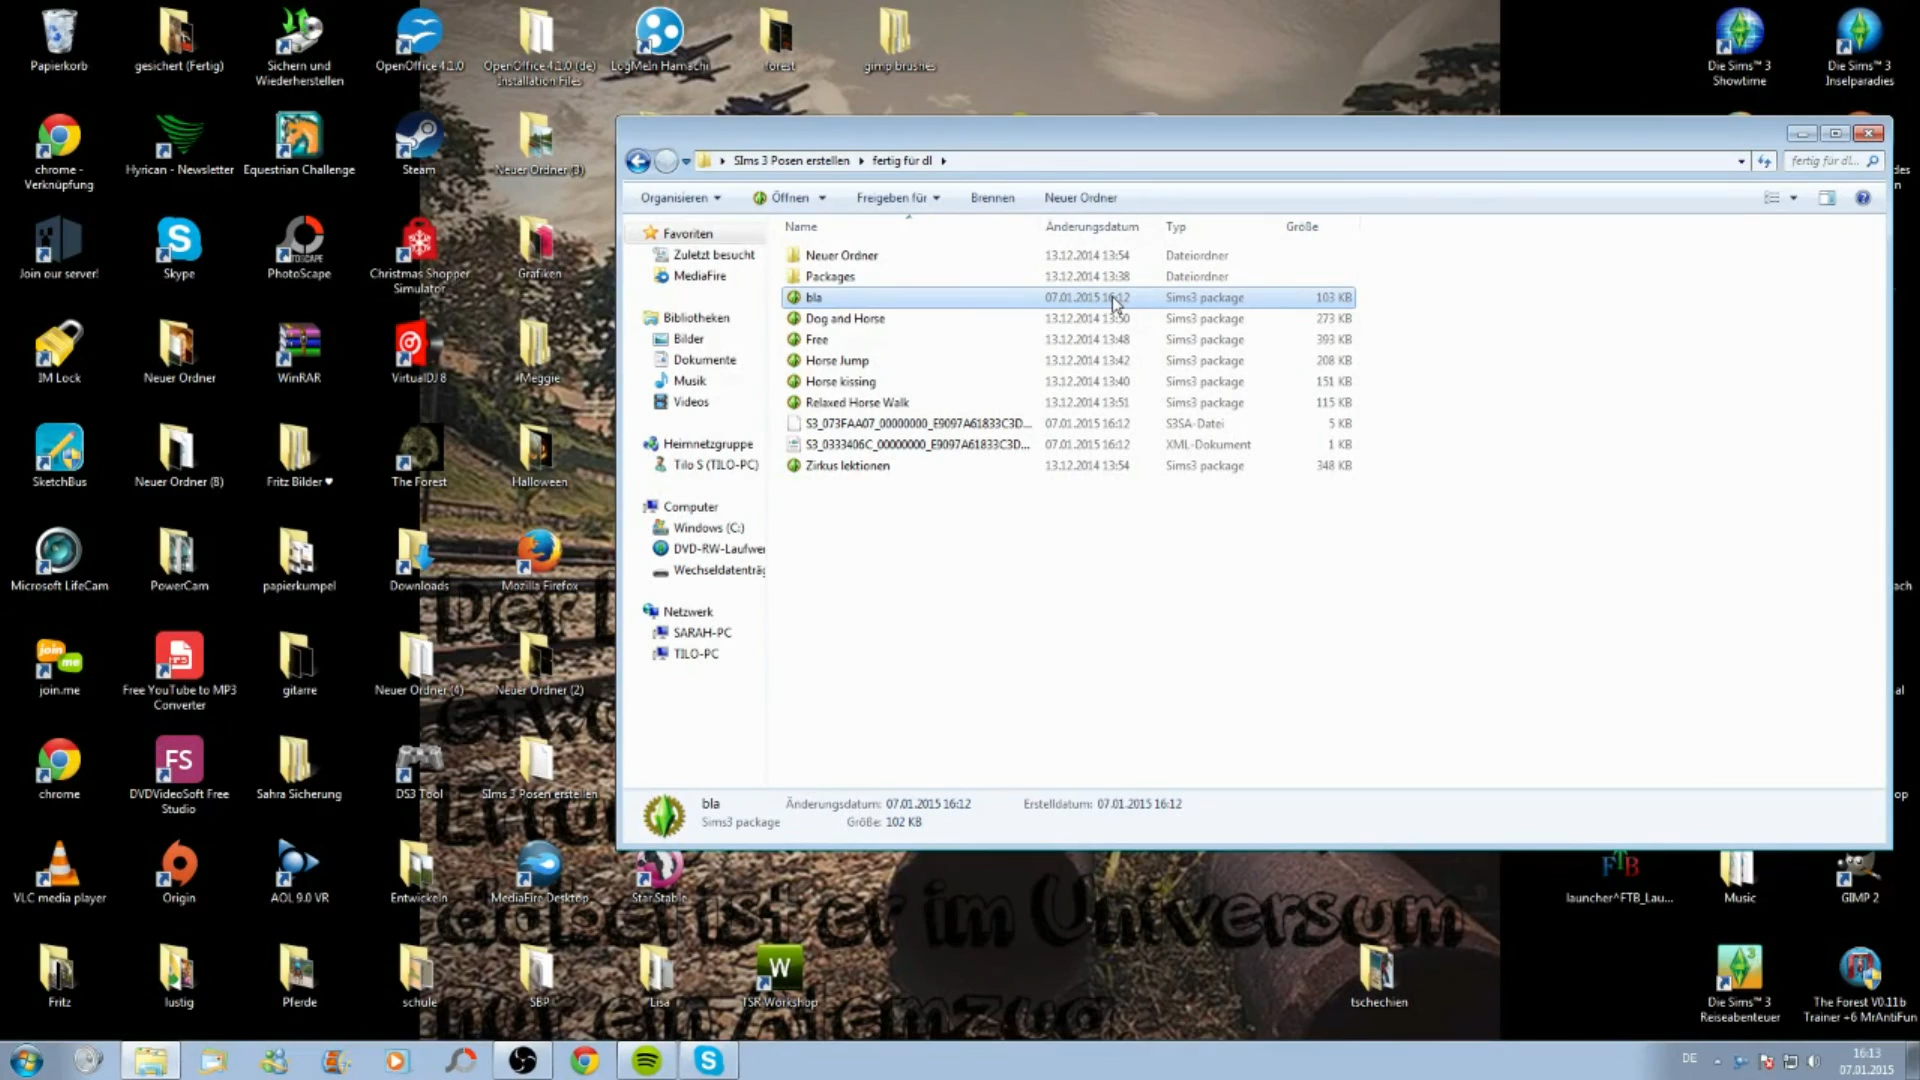 Papierkorb
gesichert (Fertig)
Sichern und
Wiederherstellen
OpenOffice 4.1.0
OpenOffice 4.1.0 (de)
Installation Files
LogMeIn Hamachi
forest
gimp brushes
Die Sims™ 3
Showtime
Die Sims™ 3
Inselparadies
chrome -
Verknüpfung
Hyrican - Newsletter
Equestrian Challenge
Steam
Neuer Ordner (3)
Join our server!
Skype
PhotoScape
Christmas Shopper
Simulator
Grafiken
IM Lock
Neuer Ordner
WinRAR
VirtualDJ 8
Meggie
SketchBus
Neuer Ordner (8)
Fritz Bilder ♥
The Forest
Halloween
Microsoft LifeCam
PowerCam
papierkumpel
Downloads
Mozilla Firefox
join.me
Free YouTube to MP3
Converter
gitarre
Neuer Ordner (4)
Neuer Ordner (2)
chrome
DVDVideoSoft Free
Studio
Sahra Sicherung
DS3 Tool
SIms 3 Posen erstellen
VLC media player
Origin
AOL 9.0 VR
Entwickeln
MediaFire Desktop
Star Stable
launcher^FTB_Lau...
Music
GIMP 2
Fritz
lustig
Pferde
schule
SBP
Lisa
TSR Workshop
tschechien
Die Sims™ 3
Reiseabenteuer
The Forest V0.11b
Trainer +6 MrAntiFun
SIms 3 Posen erstellen
fertig für dl
fertig für dl...
Organisieren
Öffnen
Freigeben für
Brennen
Neuer Ordner
Favoriten
Zuletzt besucht
MediaFire
Bibliotheken
Bilder
Dokumente
Musik
Videos
Heimnetzgruppe
Tilo S (TILO-PC)
Computer
Windows (C:)
DVD-RW-Laufwer
Wechseldatenträg
Netzwerk
SARAH-PC
TILO-PC
Name Änderungsdatum Typ Größe
Neuer Ordner 13.12.2014 13:54 Dateiordner
Packages 13.12.2014 13:38 Dateiordner
bla 07.01.2015 16:12 Sims3 package 103 KB
Dog and Horse 13.12.2014 13:50 Sims3 package 273 KB
Free 13.12.2014 13:48 Sims3 package 393 KB
Horse Jump 13.12.2014 13:42 Sims3 package 208 KB
Horse kissing 13.12.2014 13:40 Sims3 package 151 KB
Relaxed Horse Walk 13.12.2014 13:51 Sims3 package 115 KB
S3_073FAA07_00000000_E9097A61833C3D... 07.01.2015 16:12 S3SA-Datei 5 KB
S3_0333406C_00000000_E9097A61833C3D... 07.01.2015 16:12 XML-Dokument 1 KB
Zirkus lektionen 13.12.2014 13:54 Sims3 package 348 KB
bla Änderungsdatum: 07.01.2015 16:12 Erstelldatum: 07.01.2015 16:12
Sims3 package Größe: 102 KB
aber ist er im Universum
nur ein Atemzug
DE
16:13
07.01.2015